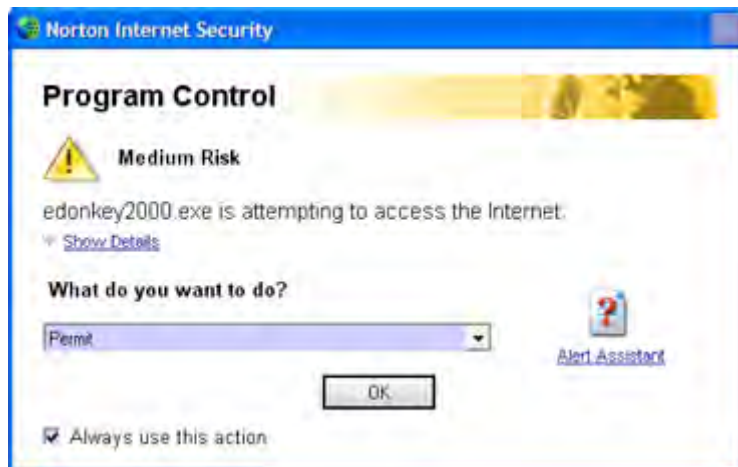 Norton Internet Security
Program Control
Medium Risk
edonkey2000.exe is attempting to access the Internet.
Show Details
What do you want to do?
Permit
Alert Assistant
OK
Always use this action